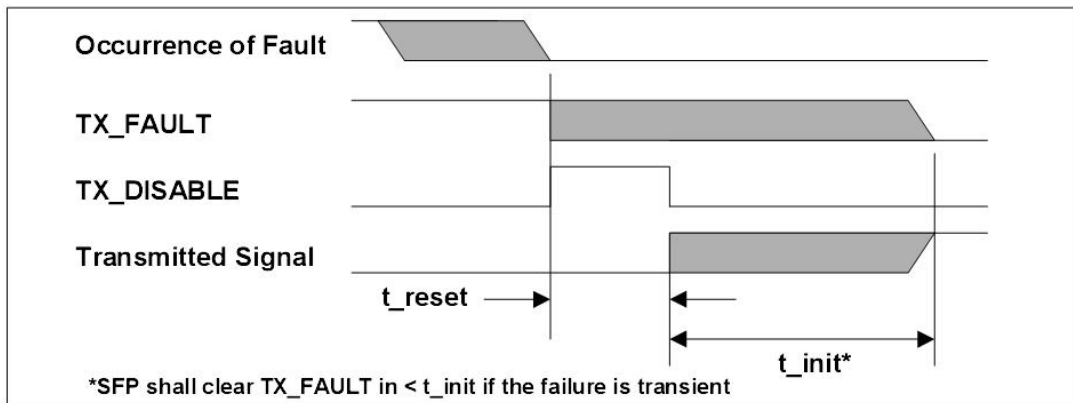 Occurrence of Fault
TX_FAULT
TX_DISABLE
Transmitted Signal
t_reset
t_init*
*SFP shall clear TX_FAULT in < t_init if the failure is transient